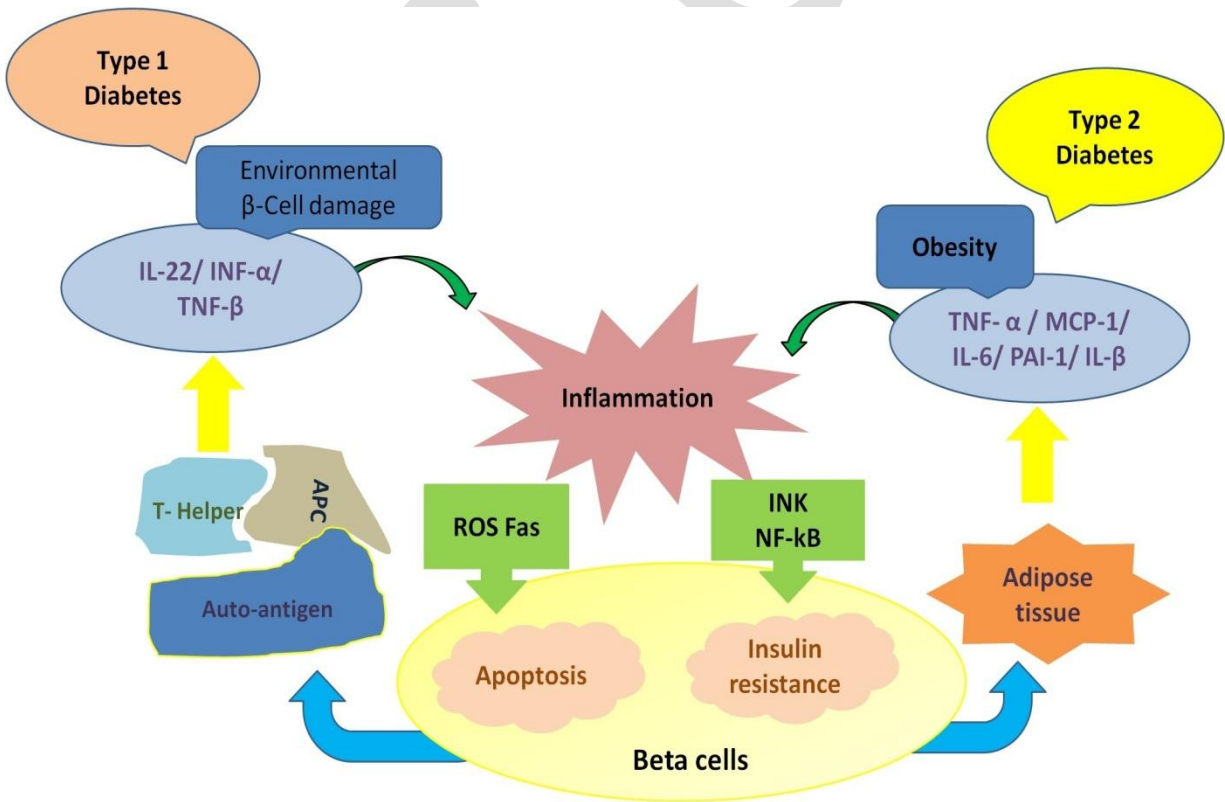 Type 1
Diabetes
Environmental
β-Cell damage
IL-22/ INF-α/
TNF-β
T- Helper
APC
Auto-antigen
Type 2
Diabetes
Obesity
TNF- α / MCP-1/
IL-6/ PAI-1/ IL-β
Adipose
tissue
Inflammation
ROS Fas
INK
NF-kB
Apoptosis
Insulin
resistance
Beta cells